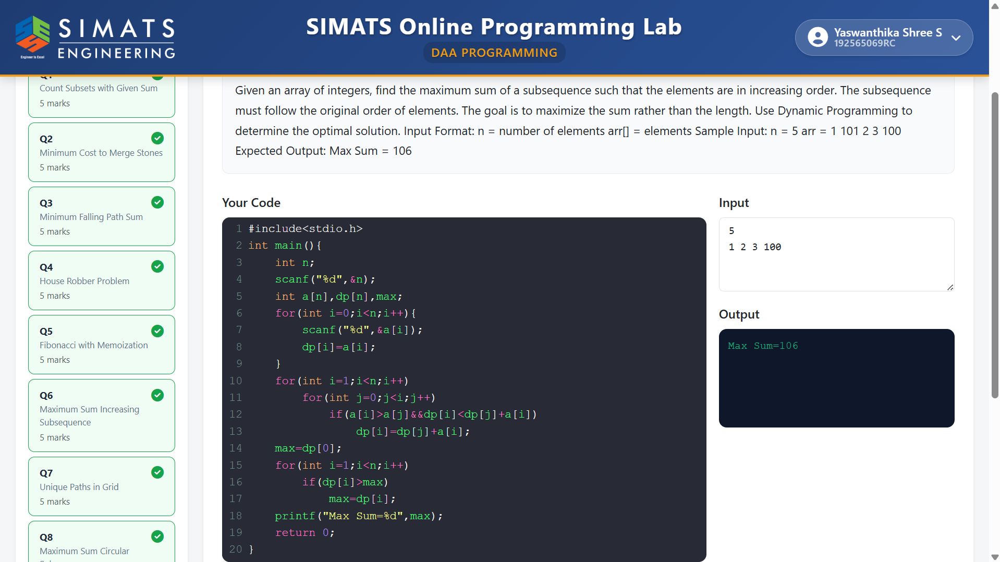 SIMATS
ENGINEERING
Engineer to Excel
SIMATS Online Programming Lab
DAA PROGRAMMING
Yaswanthika Shree S
192565069RC
Count Subsets with Given Sum
5 marks
Q2
Minimum Cost to Merge Stones
5 marks
Q3
Minimum Falling Path Sum
5 marks
Q4
House Robber Problem
5 marks
Q5
Fibonacci with Memoization
5 marks
Q6
Maximum Sum Increasing
Subsequence
5 marks
Q7
Unique Paths in Grid
5 marks
Q8
Maximum Sum Circular
Given an array of integers, find the maximum sum of a subsequence such that the elements are in increasing order. The subsequence
must follow the original order of elements. The goal is to maximize the sum rather than the length. Use Dynamic Programming to
determine the optimal solution. Input Format: n = number of elements arr[] = elements Sample Input: n = 5 arr = 1 101 2 3 100
Expected Output: Max Sum = 106
Your Code
1 #include<stdio.h>
2 int main(){
3     int n;
4     scanf("%d",&n);
5     int a[n],dp[n],max;
6     for(int i=0;i<n;i++){
7         scanf("%d",&a[i]);
8         dp[i]=a[i];
9     }
10     for(int i=1;i<n;i++)
11         for(int j=0;j<i;j++)
12             if(a[i]>a[j]&&dp[i]<dp[j]+a[i])
13                 dp[i]=dp[j]+a[i];
14     max=dp[0];
15     for(int i=1;i<n;i++)
16         if(dp[i]>max)
17             max=dp[i];
18     printf("Max Sum=%d",max);
19     return 0;
20 }
Input
5
1 2 3 100
Output
Max Sum=106